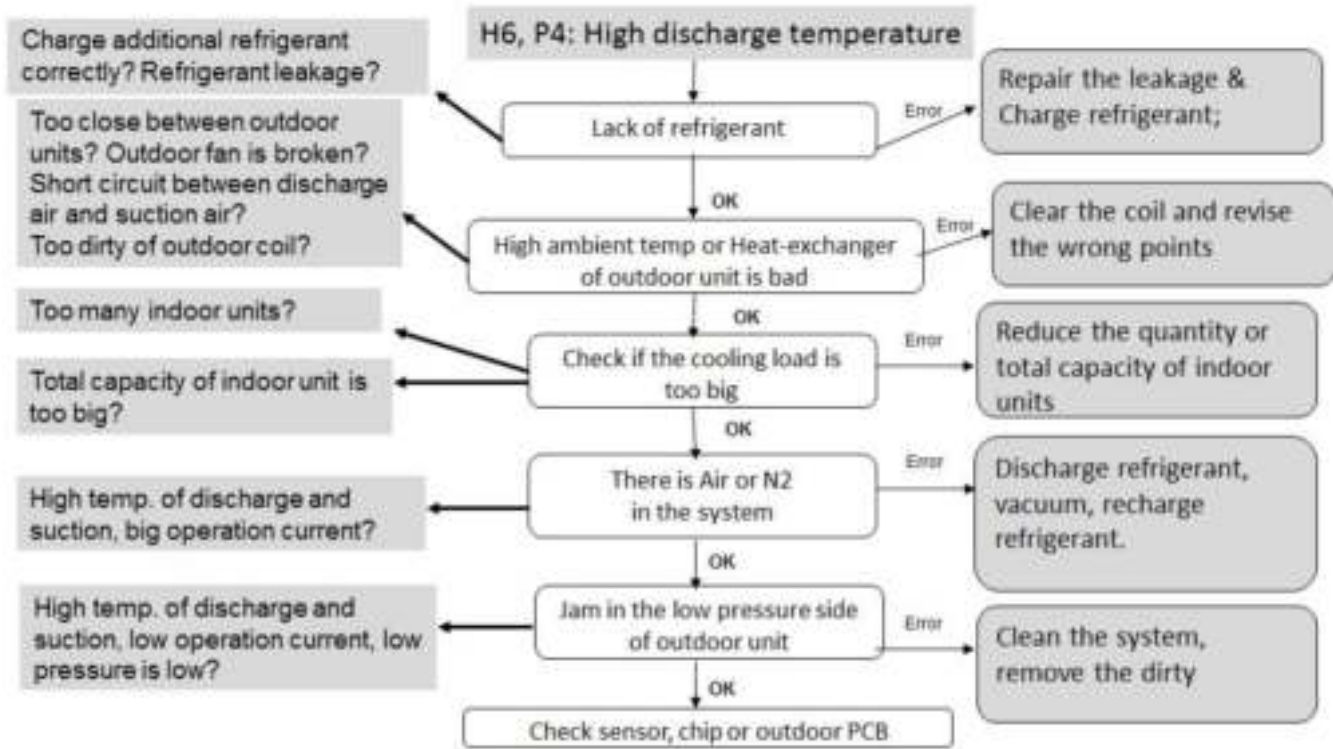 H6, P4: High discharge temperature
Charge additional refrigerant
correctly? Refrigerant leakage?
Lack of refrigerant
Error
Repair the leakage &
Charge refrigerant;
OK
Too close between outdoor
units? Outdoor fan is broken?
Short circuit between discharge
air and suction air?
Too dirty of outdoor coil?
High ambient temp or Heat-exchanger
of outdoor unit is bad
Error
Clear the coil and revise
the wrong points
OK
Too many indoor units?
Total capacity of indoor unit is
too big?
Check if the cooling load is
too big
Error
Reduce the quantity or
total capacity of indoor
units
OK
High temp. of discharge and
suction, big operation current?
There is Air or N2
in the system
Error
Discharge refrigerant,
vacuum, recharge
refrigerant.
OK
High temp. of discharge and
suction, low operation current, low
pressure is low?
Jam in the low pressure side
of outdoor unit
Error
Clean the system,
remove the dirty
OK
Check sensor, chip or outdoor PCB